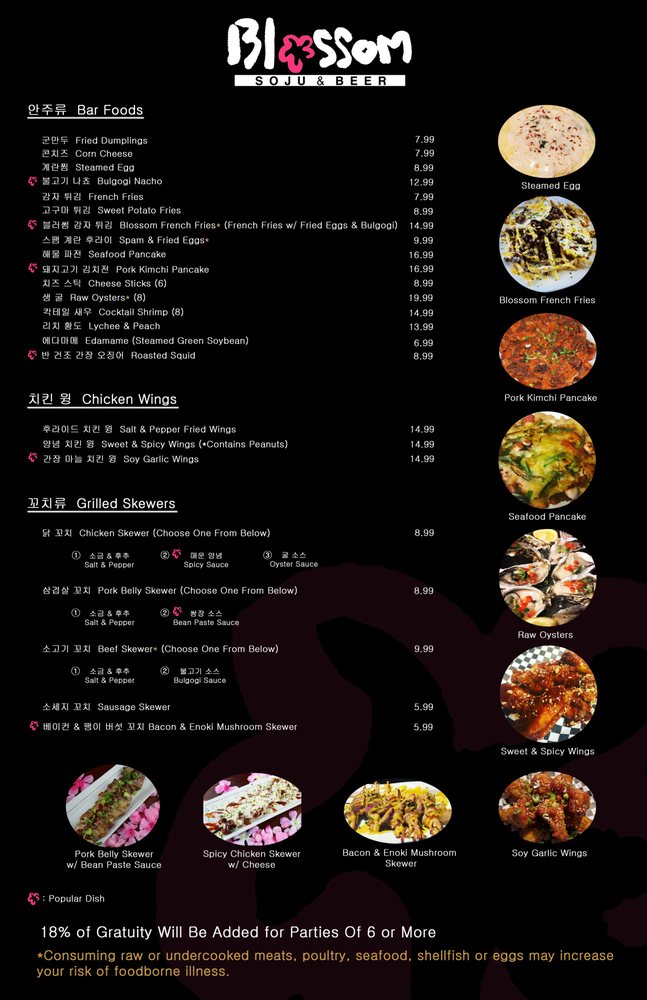 Blossom
SOJU & BEER
안주류 Bar Foods
군만두 Fried Dumplings 7.99
콘치즈 Corn Cheese 7.99
계란찜 Steamed Egg 8.99
불고기 나쵸 Bulgogi Nacho 12.99
감자 튀김 French Fries 7.99
고구마 튀김 Sweet Potato Fries 8.99
블러썸 감자 튀김 Blossom French Fries* (French Fries w/ Fried Eggs & Bulgogi) 14.99
스팸 계란 후라이 Spam & Fried Eggs* 9.99
해물 파전 Seafood Pancake 16.99
돼지고기 김치전 Pork Kimchi Pancake 16.99
치즈 스틱 Cheese Sticks (6) 8.99
생 굴 Raw Oysters* (8) 19.99
칵테일 새우 Cocktail Shrimp (8) 14.99
리치 황도 Lychee & Peach 13.99
에다마메 Edamame (Steamed Green Soybean) 6.99
반 건조 간장 오징어 Roasted Squid 8.99
치킨 윙 Chicken Wings
후라이드 치킨 윙 Salt & Pepper Fried Wings 14.99
양념 치킨 윙 Sweet & Spicy Wings (*Contains Peanuts) 14.99
간장 마늘 치킨 윙 Soy Garlic Wings 14.99
꼬치류 Grilled Skewers
닭 꼬치 Chicken Skewer (Choose One From Below) 8.99
① 소금 & 후추 ② 매운 양념 ③ 굴 소스
Salt & Pepper Spicy Sauce Oyster Sauce
삼겹살 꼬치 Pork Belly Skewer (Choose One From Below) 8.99
① 소금 & 후추 ② 쌈장 소스
Salt & Pepper Bean Paste Sauce
소고기 꼬치 Beef Skewer* (Choose One From Below) 9.99
① 소금 & 후추 ② 불고기 소스
Salt & Pepper Bulgogi Sauce
소세지 꼬치 Sausage Skewer 5.99
베이컨 & 팽이 버섯 꼬치 Bacon & Enoki Mushroom Skewer 5.99
Steamed Egg
Blossom French Fries
Pork Kimchi Pancake
Seafood Pancake
Raw Oysters
Sweet & Spicy Wings
Pork Belly Skewer
w/ Bean Paste Sauce
Spicy Chicken Skewer
w/ Cheese
Bacon & Enoki Mushroom
Skewer
Soy Garlic Wings
: Popular Dish
18% of Gratuity Will Be Added for Parties Of 6 or More
*Consuming raw or undercooked meats, poultry, seafood, shellfish or eggs may increase
your risk of foodborne illness.